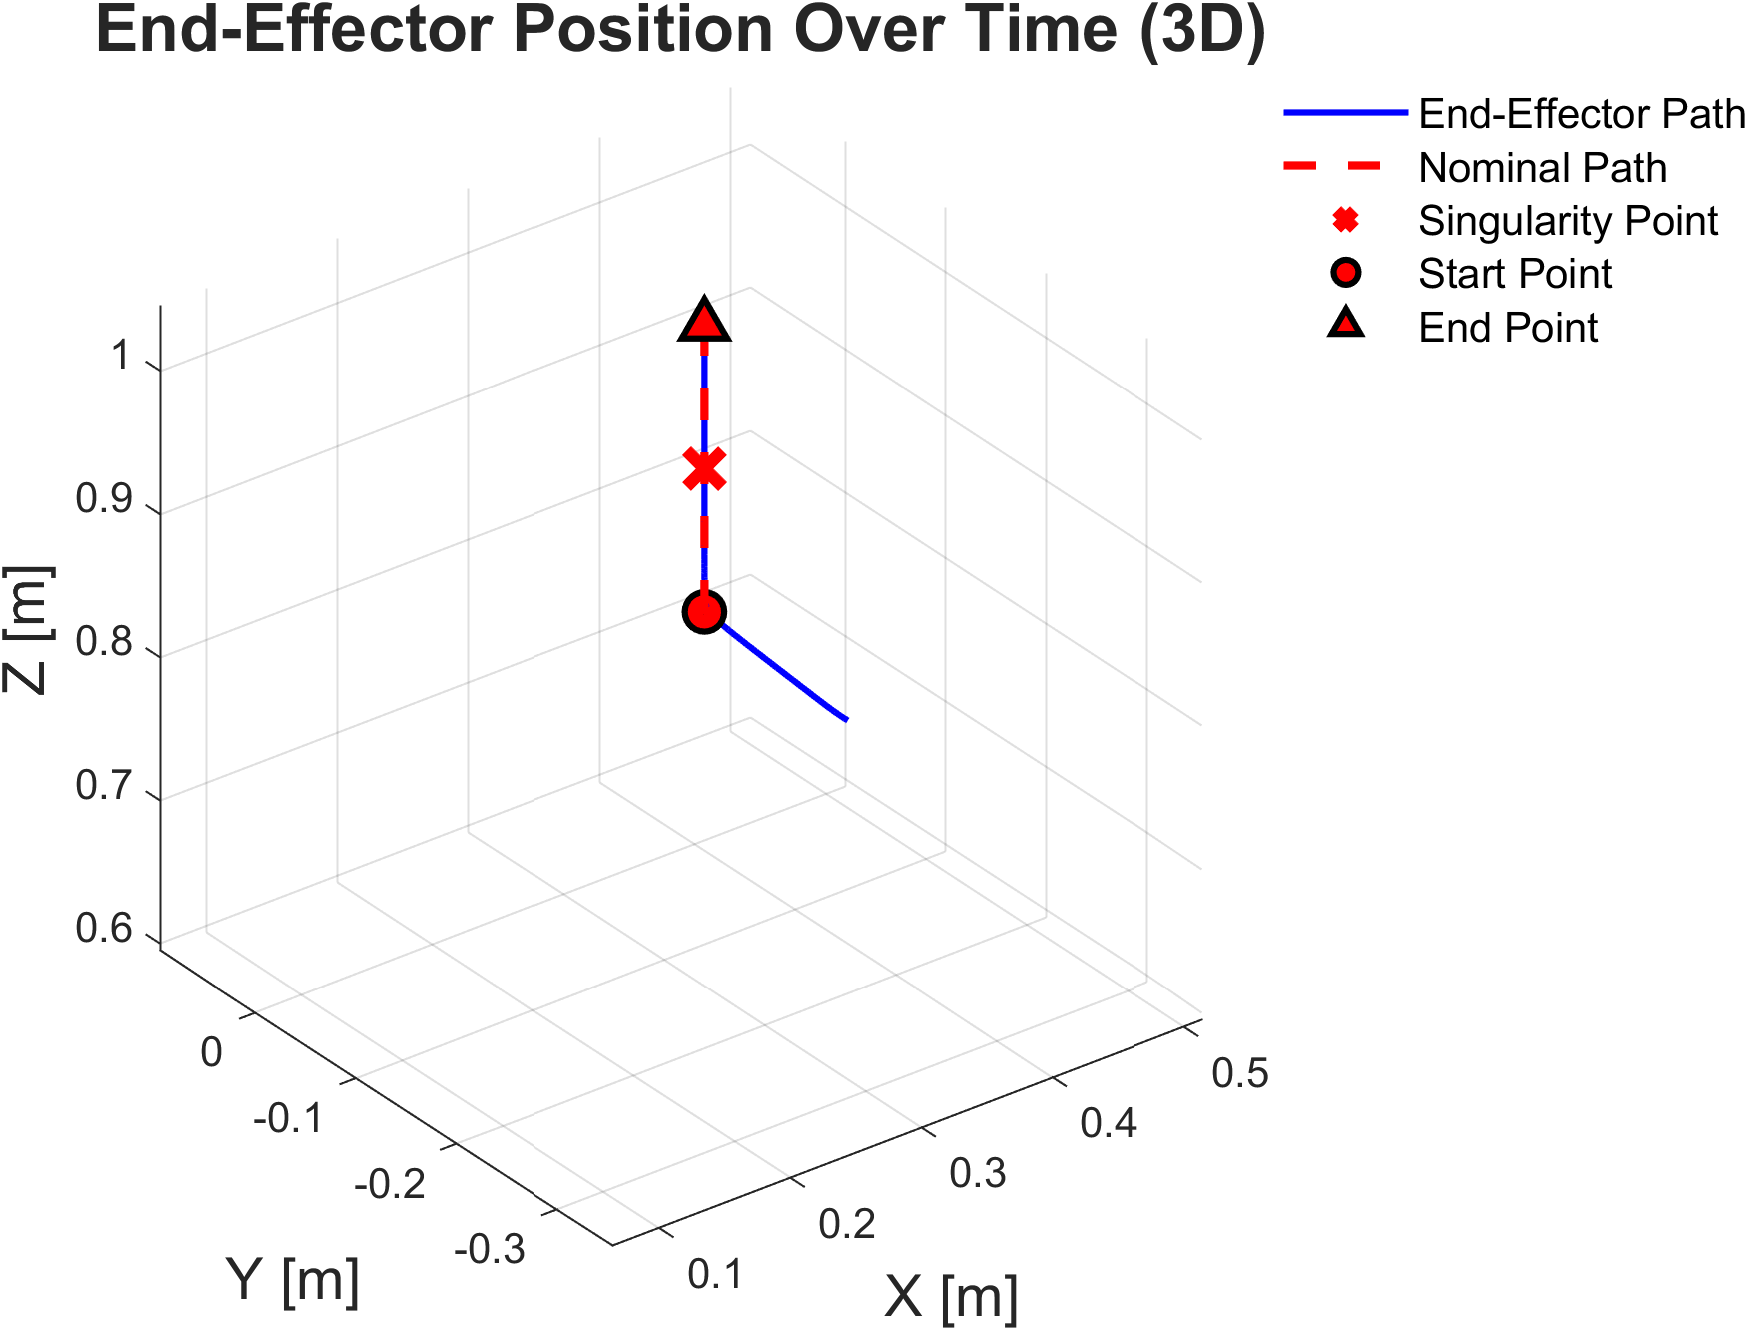 End-Effector Position Over Time (3D)
End-Effector Path
Nominal Path
Singularity Point
Start Point
End Point
1
0.9
0.8
0.7
0.6
Z [m]
0
-0.1
-0.2
-0.3
Y [m]
0.1
0.2
0.3
0.4
0.5
X [m]